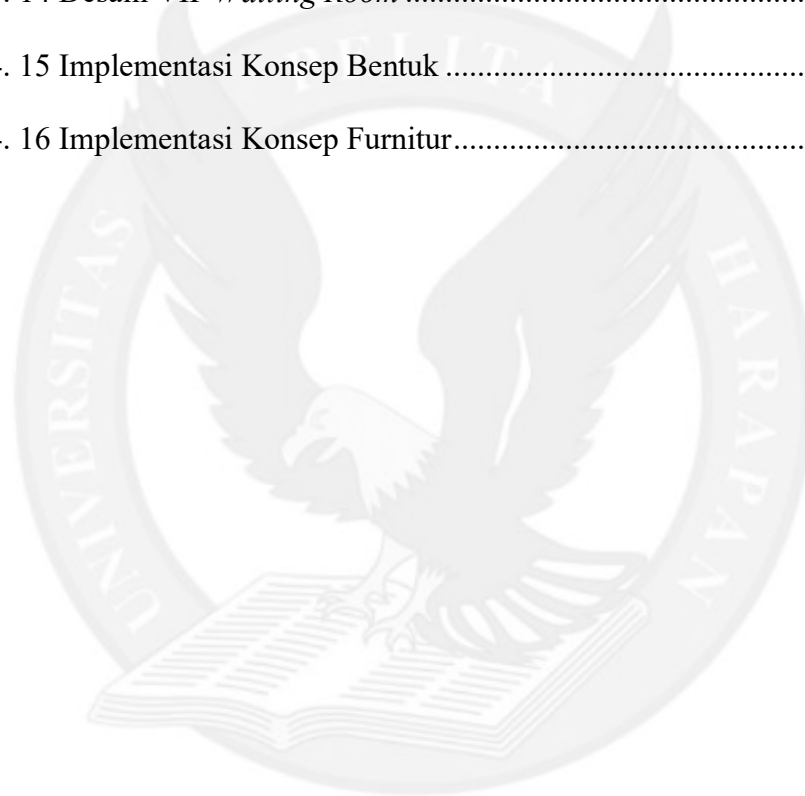 . 14 Desain VIP Waiting Room ............................................................
. 15 Implementasi Konsep Bentuk ............................................
. 16 Implementasi Konsep Furnitur...........................................
UNIVERSITAS PELITA HARAPAN